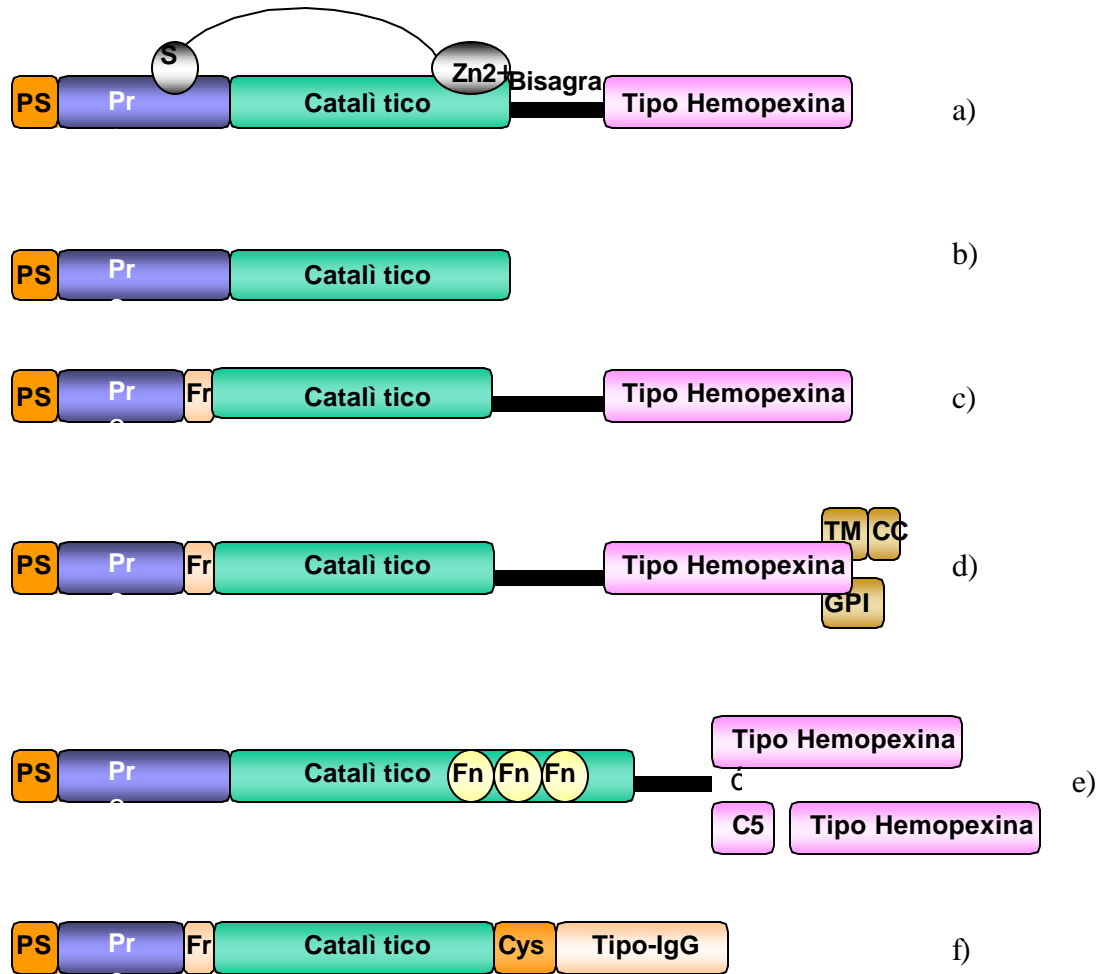 S
Zn2+
Bisagra
PS Pr Catalì tico Tipo Hemopexina a)
PS Pr Catalì tico b)
PS Pr Fr Catalì tico Tipo Hemopexina c)
TM CC
PS Pr Fr Catalì tico Tipo Hemopexina d)
GPI
Tipo Hemopexina
PS Pr Catalì tico Fn Fn Fn e)
C5 Tipo Hemopexina
PS Pr Fr Catalì tico Cys Tipo-IgG f)